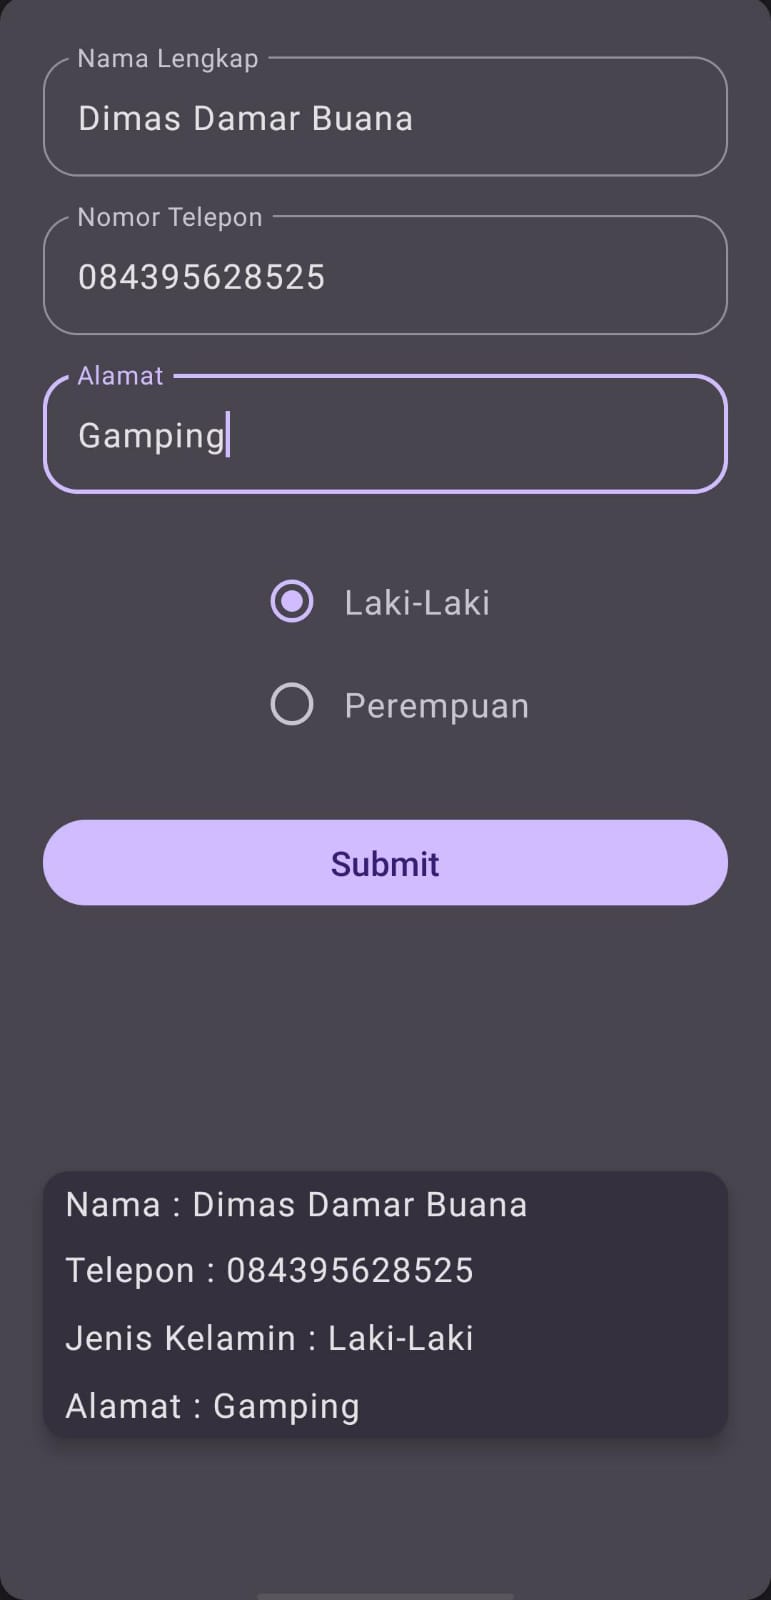 Nama Lengkap
Dimas Damar Buana
Nomor Telepon
084395628525
Alamat
Gamping
Laki-Laki
Perempuan
Submit
Nama : Dimas Damar Buana
Telepon : 084395628525
Jenis Kelamin : Laki-Laki
Alamat : Gamping